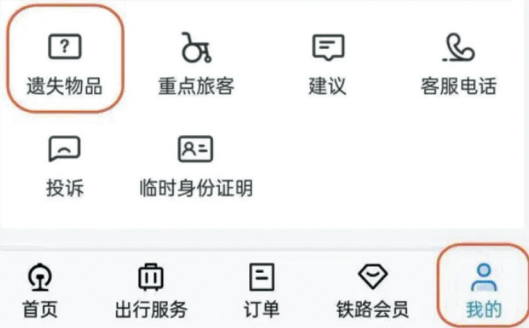 遗失物品 重点旅客 建议 客服电话
投诉 临时身份证明
首页 出行服务 订单 铁路会员 我的